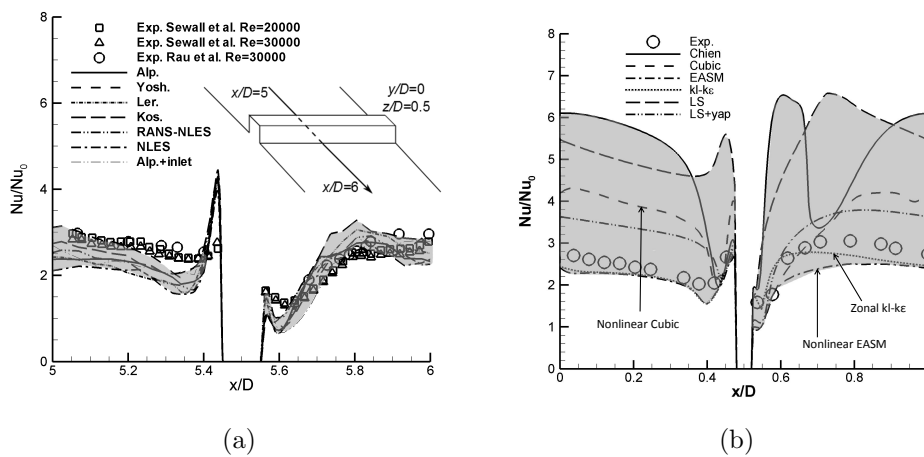 8
6
4
2
0
Nu/Nu0
Exp. Sewall et al. Re=20000
Exp. Sewall et al. Re=30000
Exp. Rau et al. Re=30000
Alp.
Yosh.
Ler.
Kos.
RANS-NLES
NLES
Alp.+inlet
x/D=5
y/D=0
z/D=0.5
x/D=6
5 5.2 5.4 5.6 5.8 6
x/D
(a)
8
7
6
5
4
3
2
1
0
Nu/Nu0
Exp.
Chien
Cubic
EASM
kl-kε
LS
LS+yap
Nonlinear Cubic
Zonal kl-kε
Nonlinear EASM
0 0.2 0.4 0.6 0.8
x/D
(b)